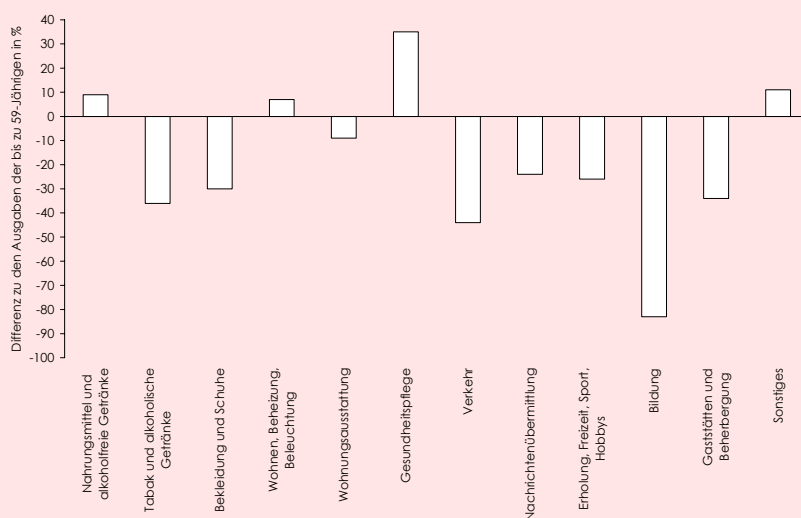 Differenz zu den Ausgaben der bis zu 59-Jährigen in %
40
30
20
10
0
-10
-20
-30
-40
-50
-60
-70
-80
-90
-100
Nahrungsmittel und
alkoholfreie Getränke
Tabak und alkoholische
Getränke
Bekleidung und Schuhe
Wohnen, Beheizung,
Beleuchtung
Wohnungsausstattung
Gesundheitspflege
Verkehr
Nachrichtenübermittlung
Erholung, Freizeit, Sport,
Hobbys
Bildung
Gaststätten und
Beherbergung
Sonstiges